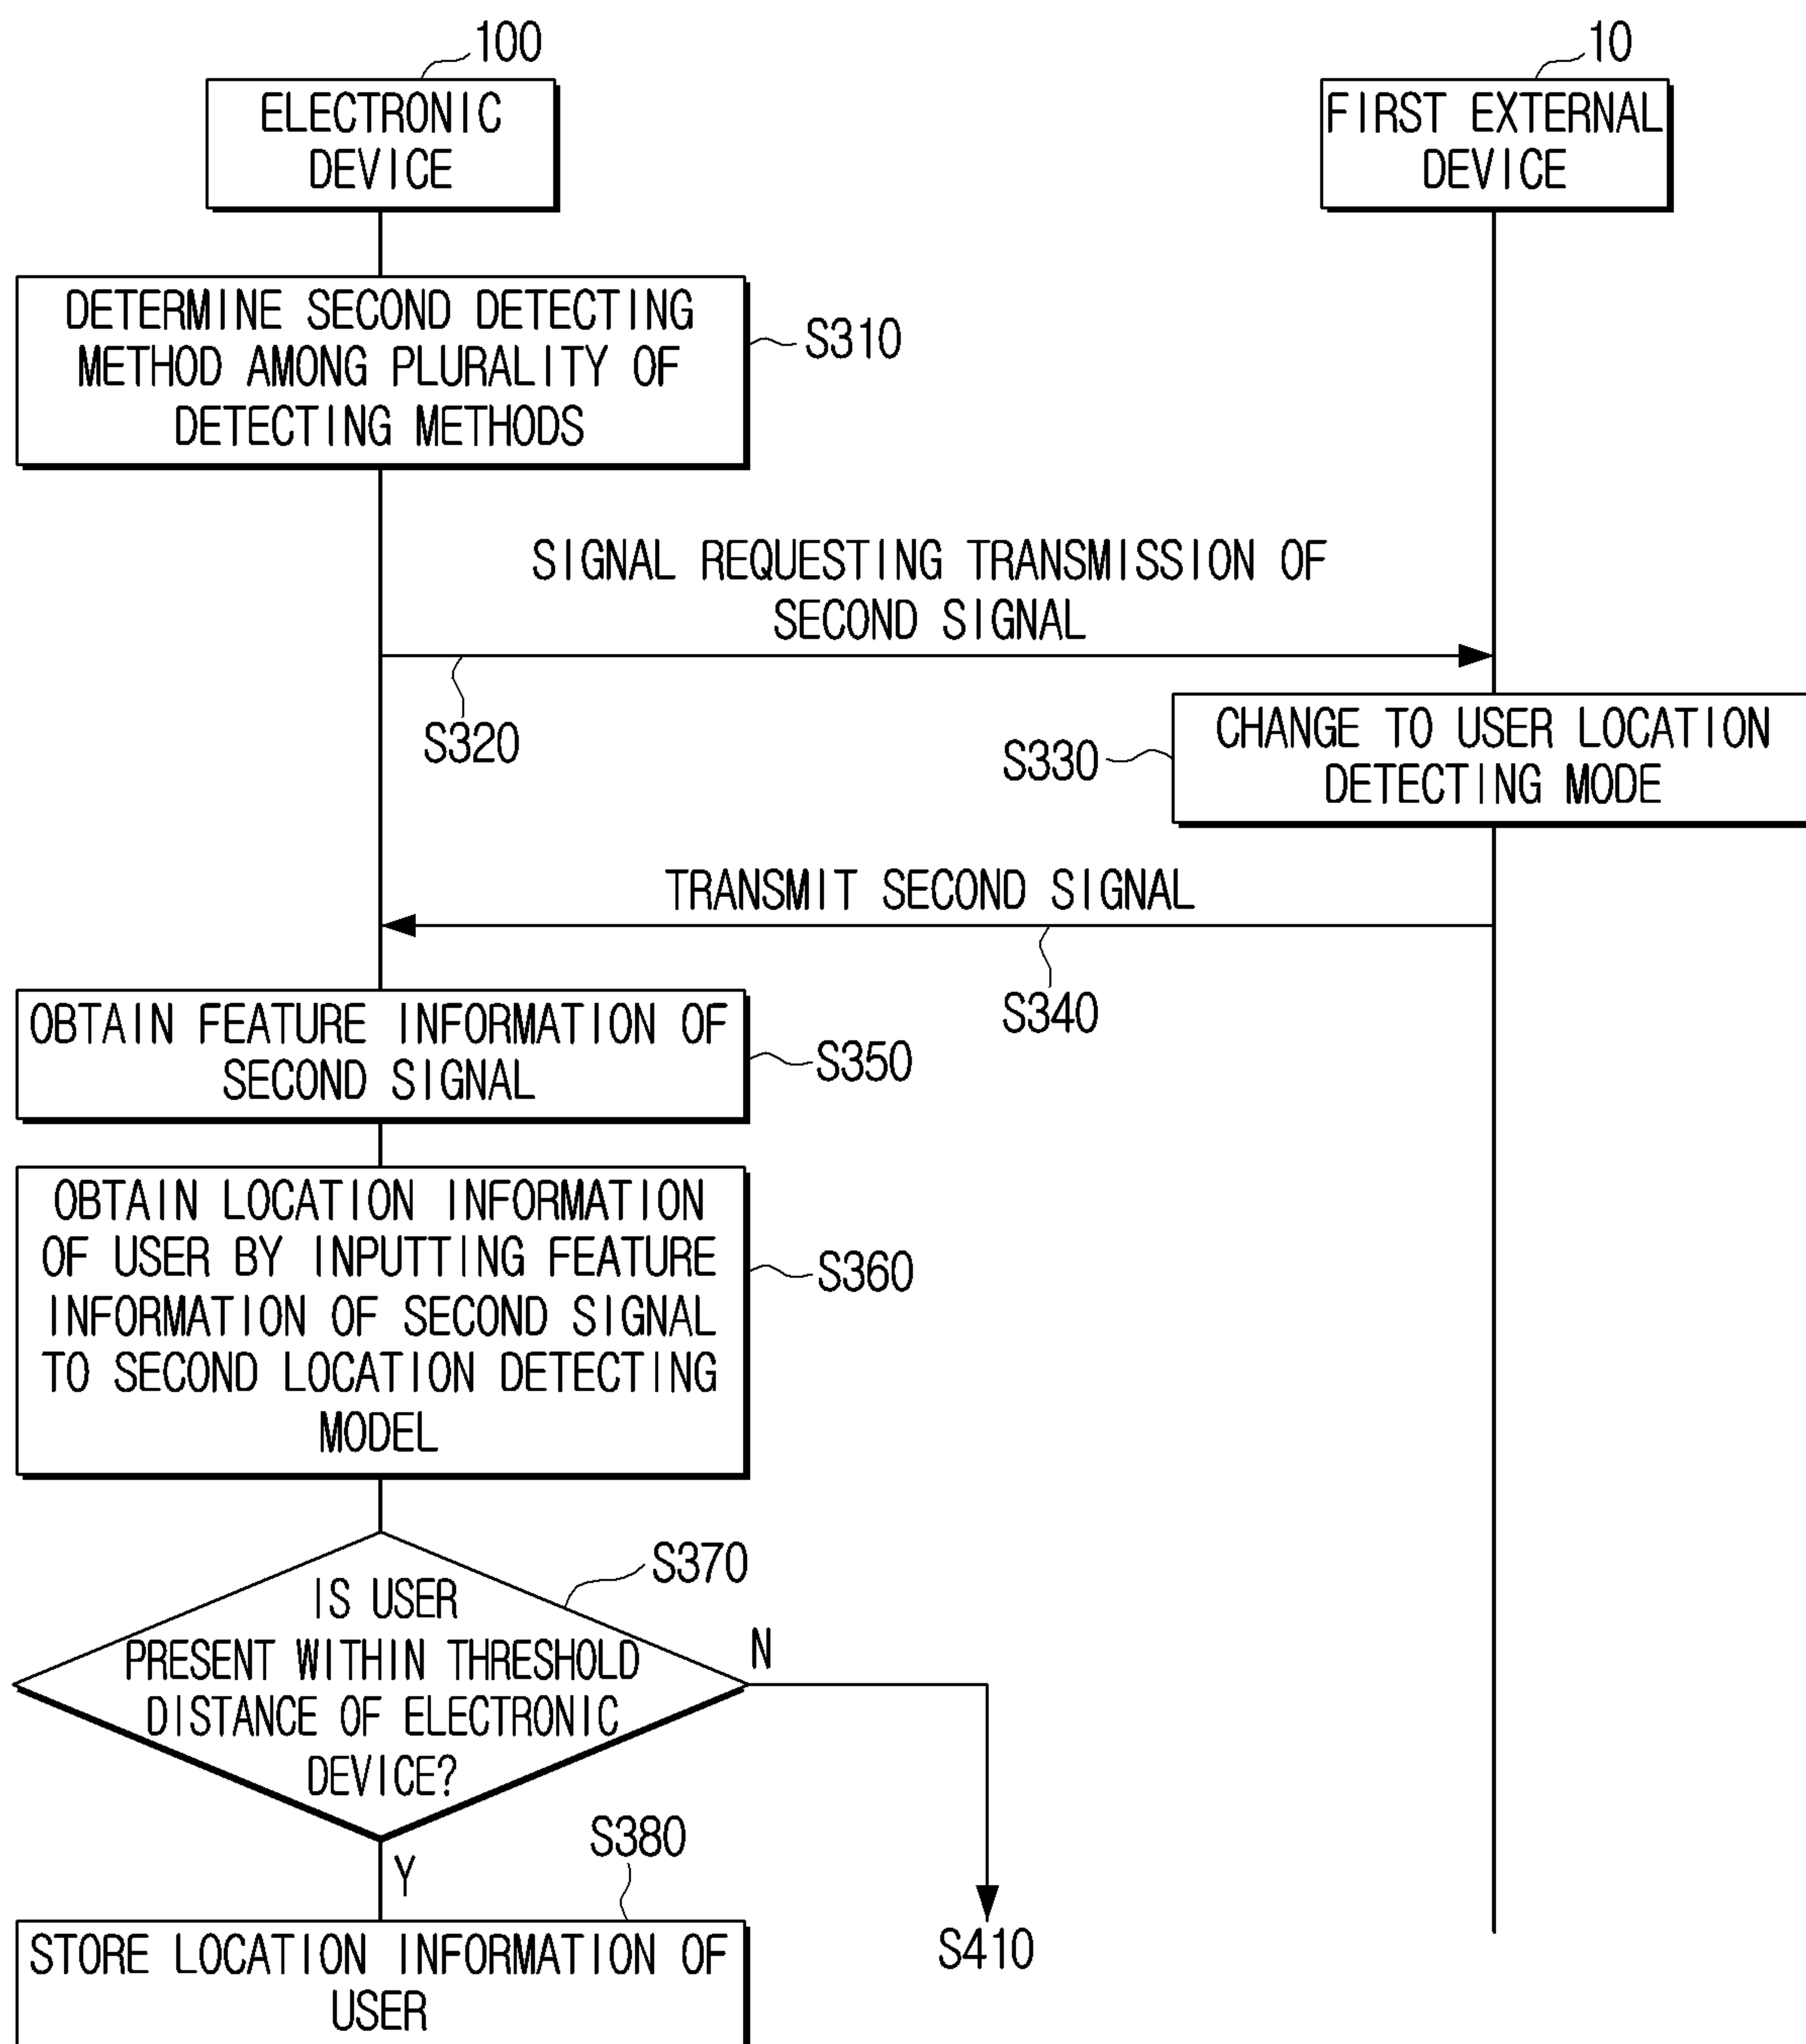 100
10
ELECTRONIC
DEVICE
FIRST EXTERNAL
DEVICE
DETERMINE SECOND DETECTING
METHOD AMONG PLURALITY OF
DETECTING METHODS
S310
SIGNAL REQUESTING TRANSMISSION OF
SECOND SIGNAL
S320
CHANGE TO USER LOCATION
DETECTING MODE
S330
TRANSMIT SECOND SIGNAL
S340
OBTAIN FEATURE INFORMATION OF
SECOND SIGNAL
S350
OBTAIN LOCATION INFORMATION
OF USER BY INPUTTING FEATURE
INFORMATION OF SECOND SIGNAL
TO SECOND LOCATION DETECTING
MODEL
S360
IS USER
PRESENT WITHIN THRESHOLD
DISTANCE OF ELECTRONIC
DEVICE?
S370
N
Y
S380
S410
STORE LOCATION INFORMATION OF
USER